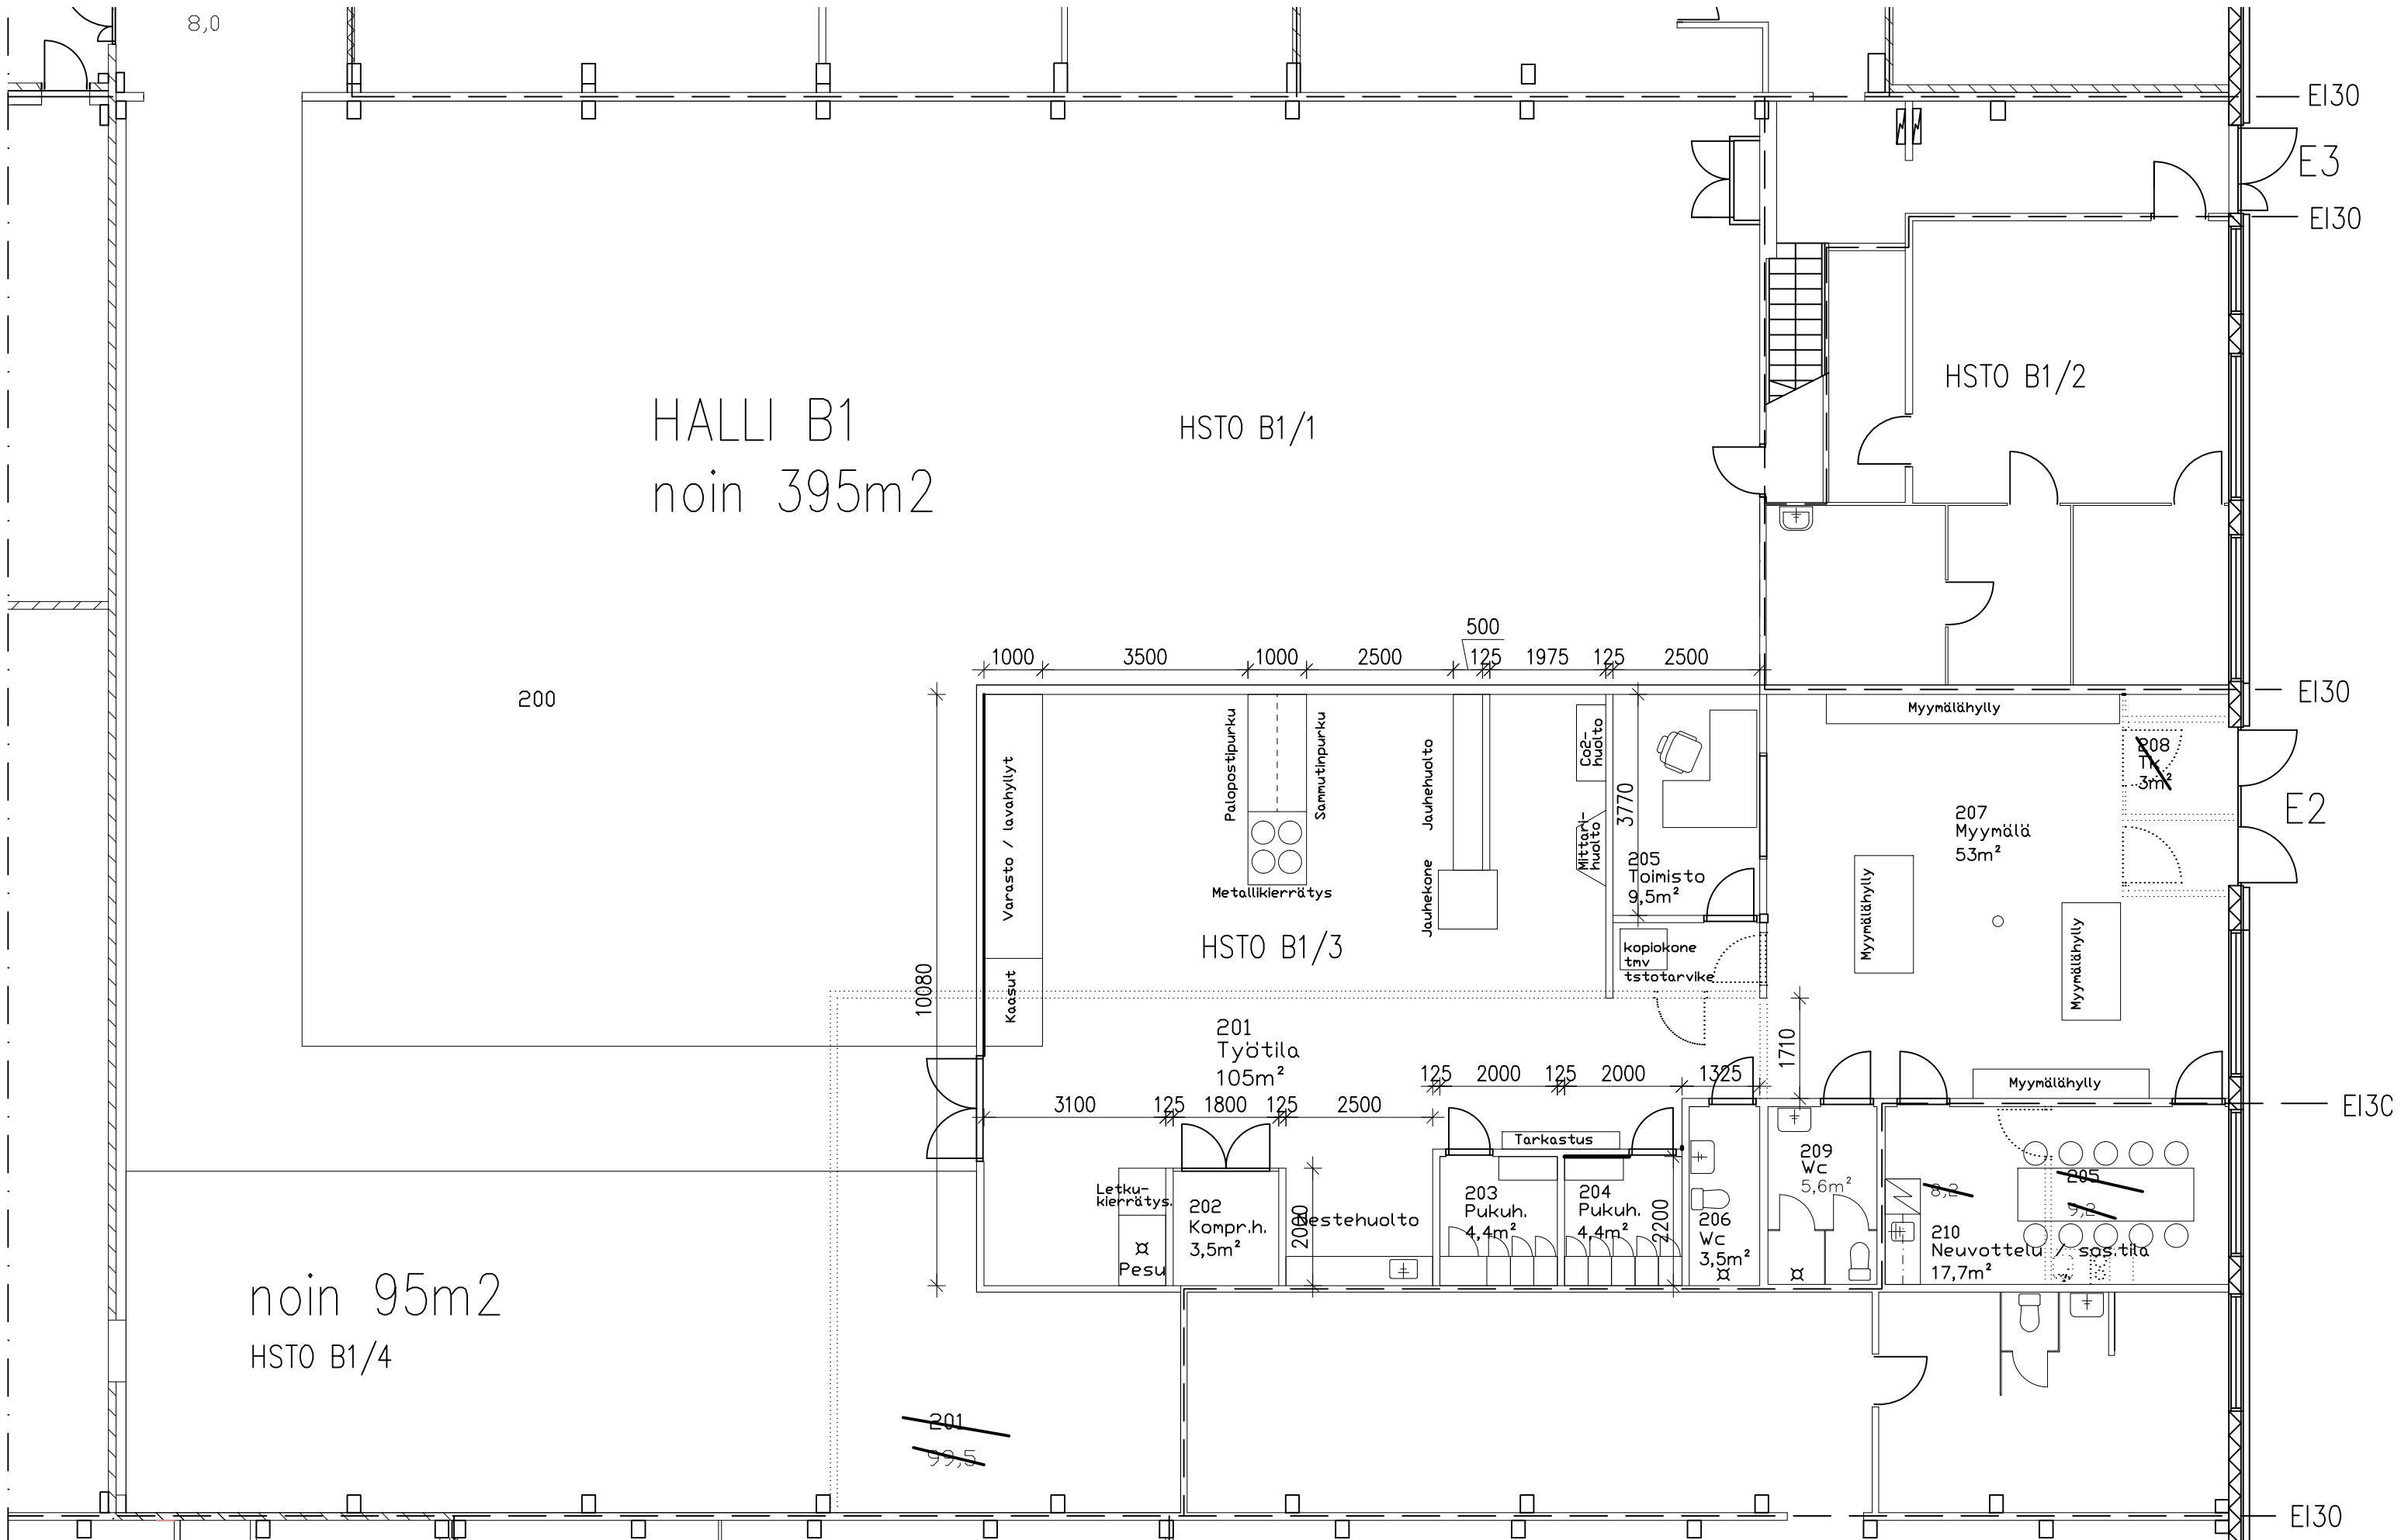 8,0
EI30
E3
EI30
HSTO B1/2
HALLI B1
noin 395m2
HSTO B1/1
500
1000
3500
1000
2500
125
1975
125
2500
200
EI30
Myymälähylly
208
TK
3m²
Palopostipurku
Sammutinpurku
Jauhehuolto
Co2-
huolto
Varasto / lavahyllyt
3770
E2
207
Myymälä
53m²
Mittari-
huolto
205
Toimisto
9,5m²
Metallikierrätys
Jauhekone
Myymälähylly
Myymälähylly
HSTO B1/3
kopiokone
tmv
tstotarvike
10080
Kaasut
201
Työtila
105m²
1710
125
2000
125
2000
1325
Myymälähylly
EI30
3100
125
1800
125
2500
Tarkastus
209
Wc
5,6m²
205
8,2
9,2
Letku-
kierrätys.
202
Kompr.h.
3,5m²
2000
Nestehuolto
203
Pukuh.
4,4m²
204
Pukuh.
4,4m²
2200
206
Wc
3,5m²
210
Neuvottelu / sos.tila
17,7m²
Pesu
noin 95m2
HSTO B1/4
201
99,5
EI30